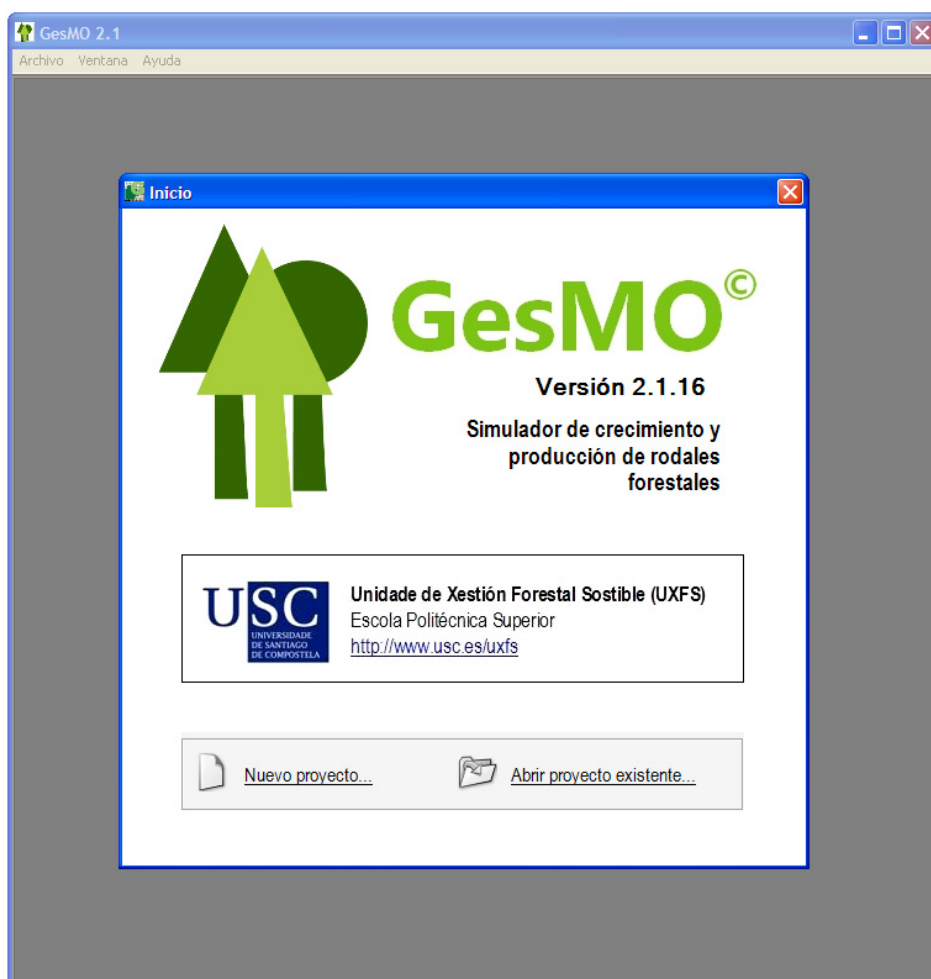 GesMO 2.1
Archivo Ventana Ayuda
Inicio
GesMO©
Versión 2.1.16
Simulador de crecimiento y
producción de rodales
forestales
USC
UNIVERSIDADE
DE SANTIAGO
DE COMPOSTELA
Unidade de Xestión Forestal Sostible (UXFS)
Escola Politécnica Superior
http://www.usc.es/uxfs
Nuevo proyecto...
Abrir proyecto existente...